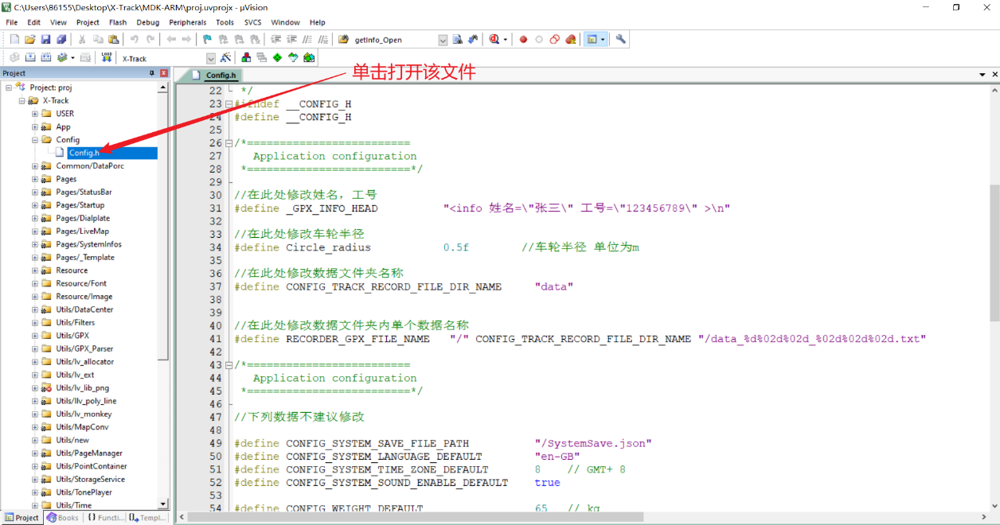 C:\Users\86155\Desktop\X-Track\MDK-ARM\proj.uvprojx - µVision
File Edit View Project Flash Debug Peripherals Tools SVCS Window Help
getInfo_Open
LOAD X-Track
Project
Config.h
单击打开该文件
Project: proj
X-Track
USER
App
Config
Config.h
Common/DataPorc
Pages
Pages/StatusBar
Pages/Startup
Pages/Dialplate
Pages/LiveMap
Pages/SystemInfos
Pages/_Template
Resource
Resource/Font
Resource/Image
Utils/DataCenter
Utils/Filters
Utils/GPX
Utils/GPX_Parser
Utils/lv_allocator
Utils/lv_ext
Utils/lv_lib_png
Utils/llv_poly_line
Utils/lv_monkey
Utils/MapConv
Utils/new
Utils/PageManager
Utils/PointContainer
Utils/StorageService
Utils/TonePlayer
Utils/Time
Project Books {} Functi... Templ...
22 */
23 #ifndef __CONFIG_H
24 #define __CONFIG_H
25
26 /*=========================
27 Application configuration
28 *=========================*/
29
30 //在此处修改姓名，工号
31 #define _GPX_INFO_HEAD "<info 姓名=\"张三\" 工号=\"123456789\" >\n"
32
33 //在此处修改车轮半径
34 #define Circle_radius 0.5f //车轮半径 单位为m
35
36 //在此处修改数据文件夹名称
37 #define CONFIG_TRACK_RECORD_FILE_DIR_NAME "data"
38
39
40 //在此处修改数据文件夹内单个数据名称
41 #define RECORDER_GPX_FILE_NAME "/" CONFIG_TRACK_RECORD_FILE_DIR_NAME "/data_%d%02d%02d_%02d%02d%02d.txt"
42
43 /*=========================
44 Application configuration
45 *=========================*/
46
47 //下列数据不建议修改
48
49 #define CONFIG_SYSTEM_SAVE_FILE_PATH "/SystemSave.json"
50 #define CONFIG_SYSTEM_LANGUAGE_DEFAULT "en-GB"
51 #define CONFIG_SYSTEM_TIME_ZONE_DEFAULT 8 // GMT+ 8
52 #define CONFIG_SYSTEM_SOUND_ENABLE_DEFAULT true
53
54 #define CONFIG_WEIGHT_DEFAULT 65 // kg